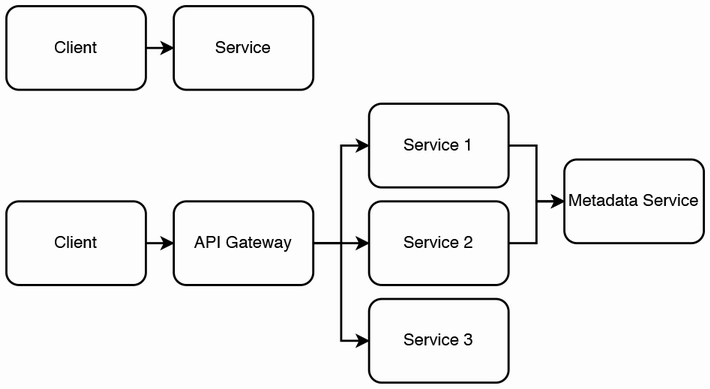 Client
Service
Service 1
Metadata Service
Client
API Gateway
Service 2
Service 3